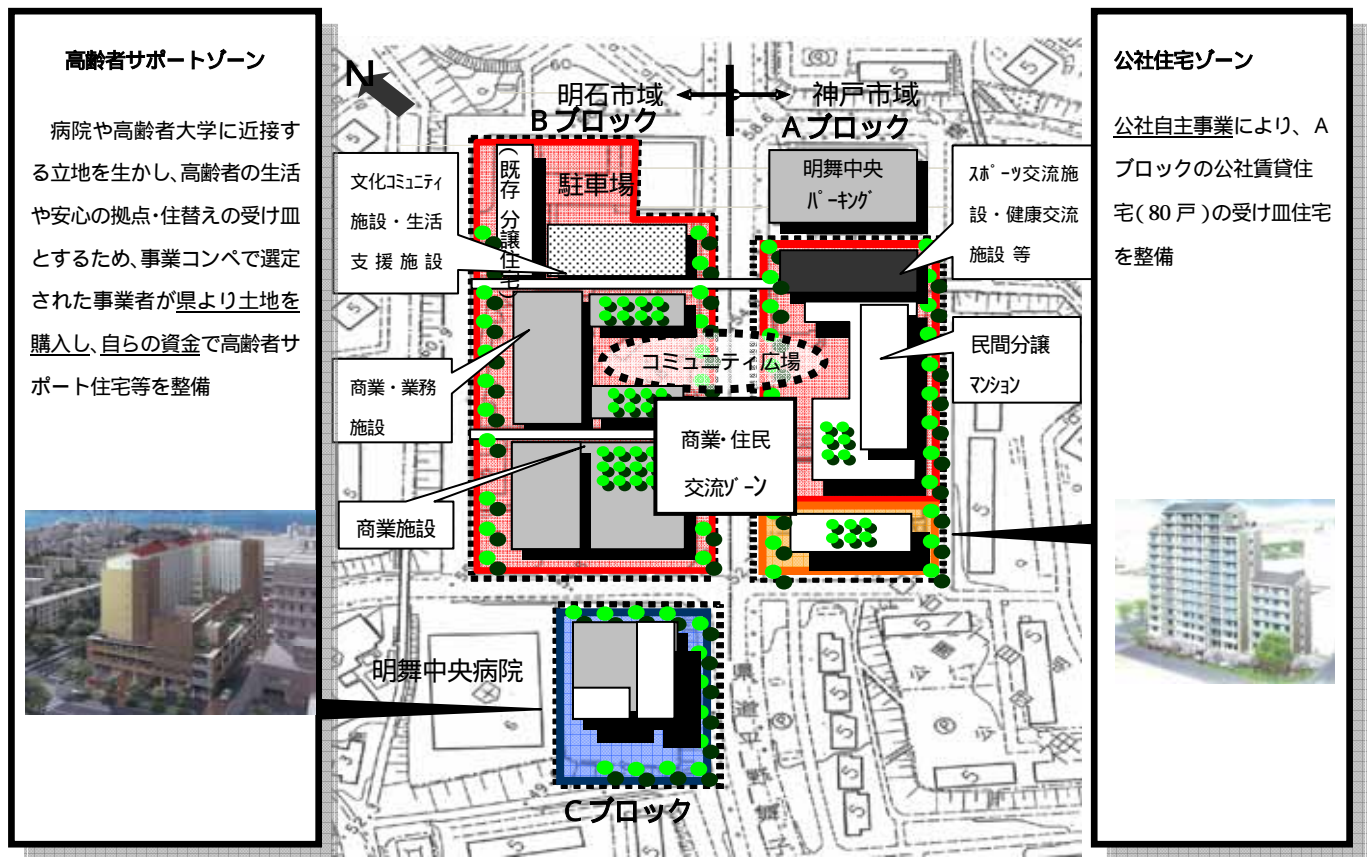 高齢者サポートゾーン
病院や高齢者大学に近接す
る立地を生かし、高齢者の生活
や安心の拠点・住替えの受け皿
とするため、事業コンペで選定
された事業者が県より土地を
購入し、自らの資金で高齢者サ
ポート住宅等を整備
N
明石市域
神戸市域
Bブロック
Aブロック
文化コミュニティ
施設・生活
支援施設
(既存分譲住宅)
駐車場
明舞中央
パーキング
スポーツ交流施
設・健康交流
施設 等
商業・業務
施設
コミュニティ広場
民間分譲
マンション
商業・住民
交流ゾーン
商業施設
明舞中央病院
Cブロック
公社住宅ゾーン
公社自主事業により、A
ブロックの公社賃貸住
宅(80戸)の受け皿住宅
を整備
60
58.6
5
5
5
5
5